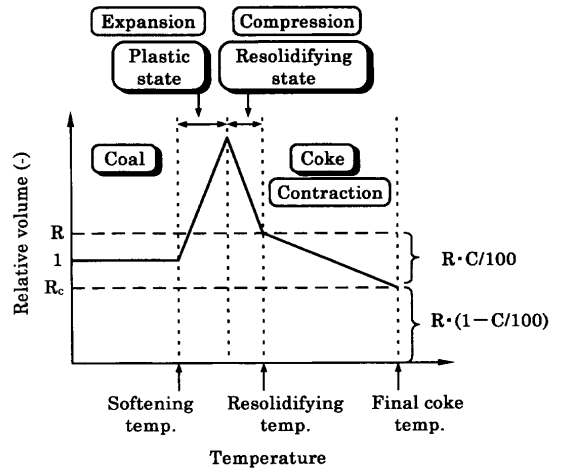 Expansion
Compression
Plastic
state
Resolidifying
state
Coal
Coke
Contraction
Relative volume (-)
R
1
Rc
R·C/100
R·(1−C/100)
Softening
temp.
Resolidifying
temp.
Final coke
temp.
Temperature